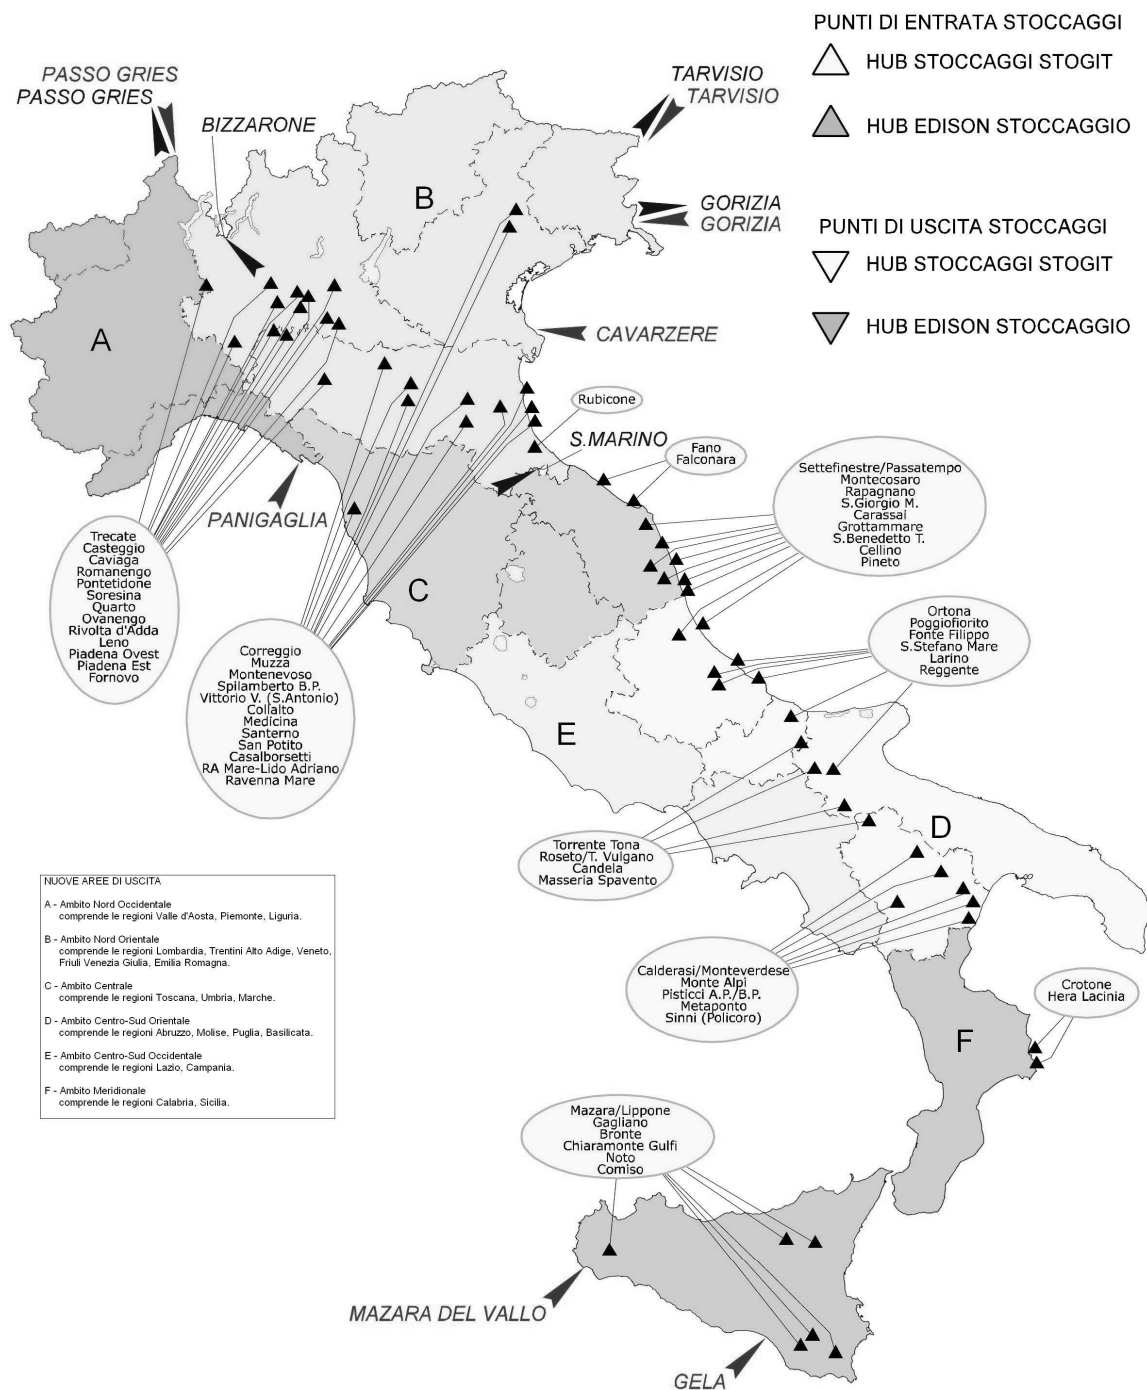 PUNTI DI ENTRATA STOCCAGGI
HUB STOCCAGGI STOGIT
HUB EDISON STOCCAGGIO
PUNTI DI USCITA STOCCAGGI
HUB STOCCAGGI STOGIT
HUB EDISON STOCCAGGIO
PASSO GRIES
PASSO GRIES
BIZZARONE
TARVISIO
TARVISIO
GORIZIA
GORIZIA
B
A
CAVARZERE
Rubicone
S.MARINO
Fano
Falconara
PANIGAGLIA
Settefinestre/Passatempo
Montecosaro
Rapagnano
S.Giorgio M.
Carassai
Grottammare
S.Benedetto T.
Cellino
Pineto
Trecate
Casteggio
Caviaga
Romanengo
Pontetidone
Soresina
Quarto
Ovanengo
Rivolta d'Adda
Leno
Piadena Ovest
Piadena Est
Fornovo
C
Correggio
Muzza
Montenevoso
Spilamberto B.P.
Vittorio V. (S.Antonio)
Collalto
Medicina
Santerno
San Potito
Casalborsetti
RA Mare-Lido Adriano
Ravenna Mare
Ortona
Poggiofiorito
Fonte Filippo
S.Stefano Mare
Larino
Reggente
E
D
Torrente Tona
Roseto/T. Vulgano
Candela
Masseria Spavento
NUOVE AREE DI USCITA
A - Ambito Nord Occidentale
comprende le regioni Valle d'Aosta, Piemonte, Liguria.
B - Ambito Nord Orientale
comprende le regioni Lombardia, Trentini Alto Adige, Veneto,
Friuli Venezia Giulia, Emilia Romagna.
C - Ambito Centrale
comprende le regioni Toscana, Umbria, Marche.
D - Ambito Centro-Sud Orientale
comprende le regioni Abruzzo, Molise, Puglia, Basilicata.
E - Ambito Centro-Sud Occidentale
comprende le regioni Lazio, Campania.
F - Ambito Meridionale
comprende le regioni Calabria, Sicilia.
Calderasi/Monteverdese
Monte Alpi
Pisticci A.P./B.P.
Metaponto
Sinni (Policoro)
Crotone
Hera Lacinia
F
Mazara/Lippone
Gagliano
Bronte
Chiaramonte Gulfi
Noto
Comiso
MAZARA DEL VALLO
GELA